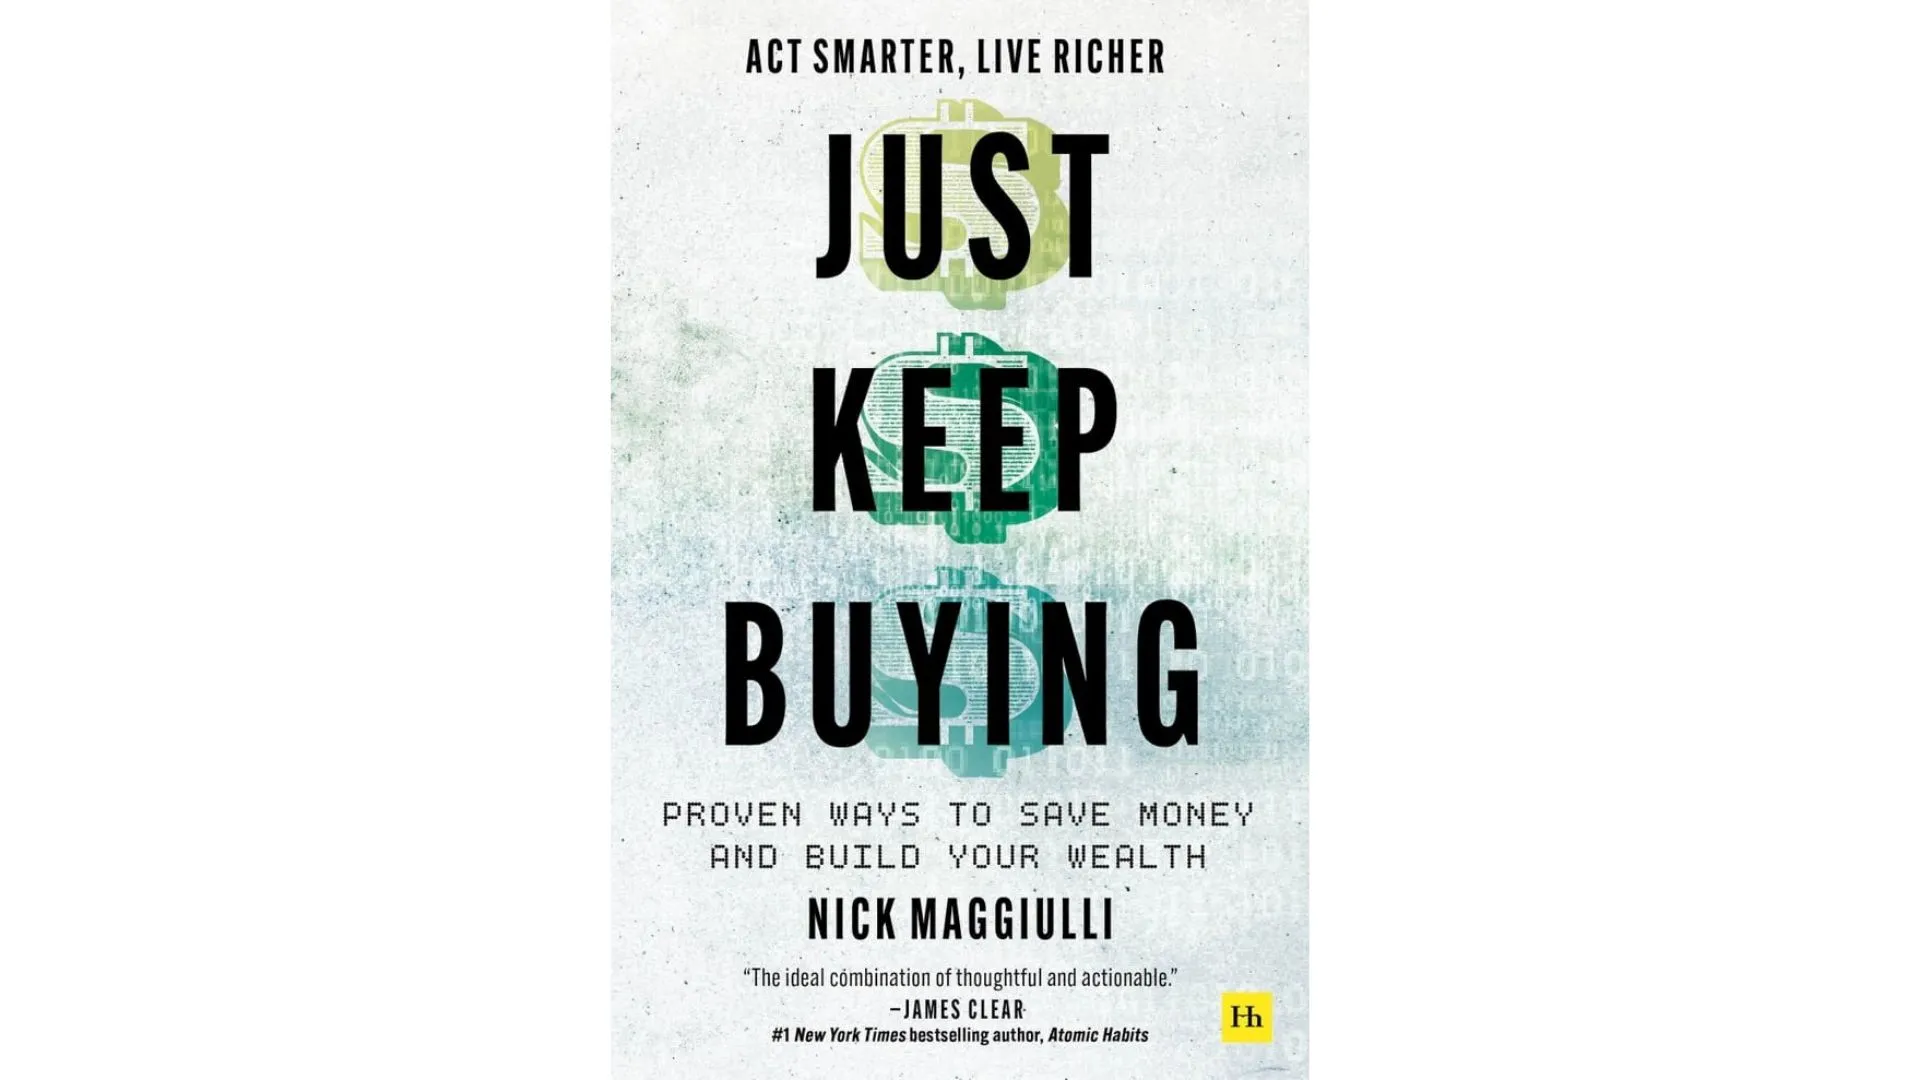 ACT SMARTER, LIVE RICHER
JUST
KEEP
BUYING
PROVEN WAYS TO SAVE MONEY
AND BUILD YOUR WEALTH
NICK MAGGIULLI
“The ideal combination of thoughtful and actionable.”
–JAMES CLEAR
#1 New York Times bestselling author, Atomic Habits
Hh